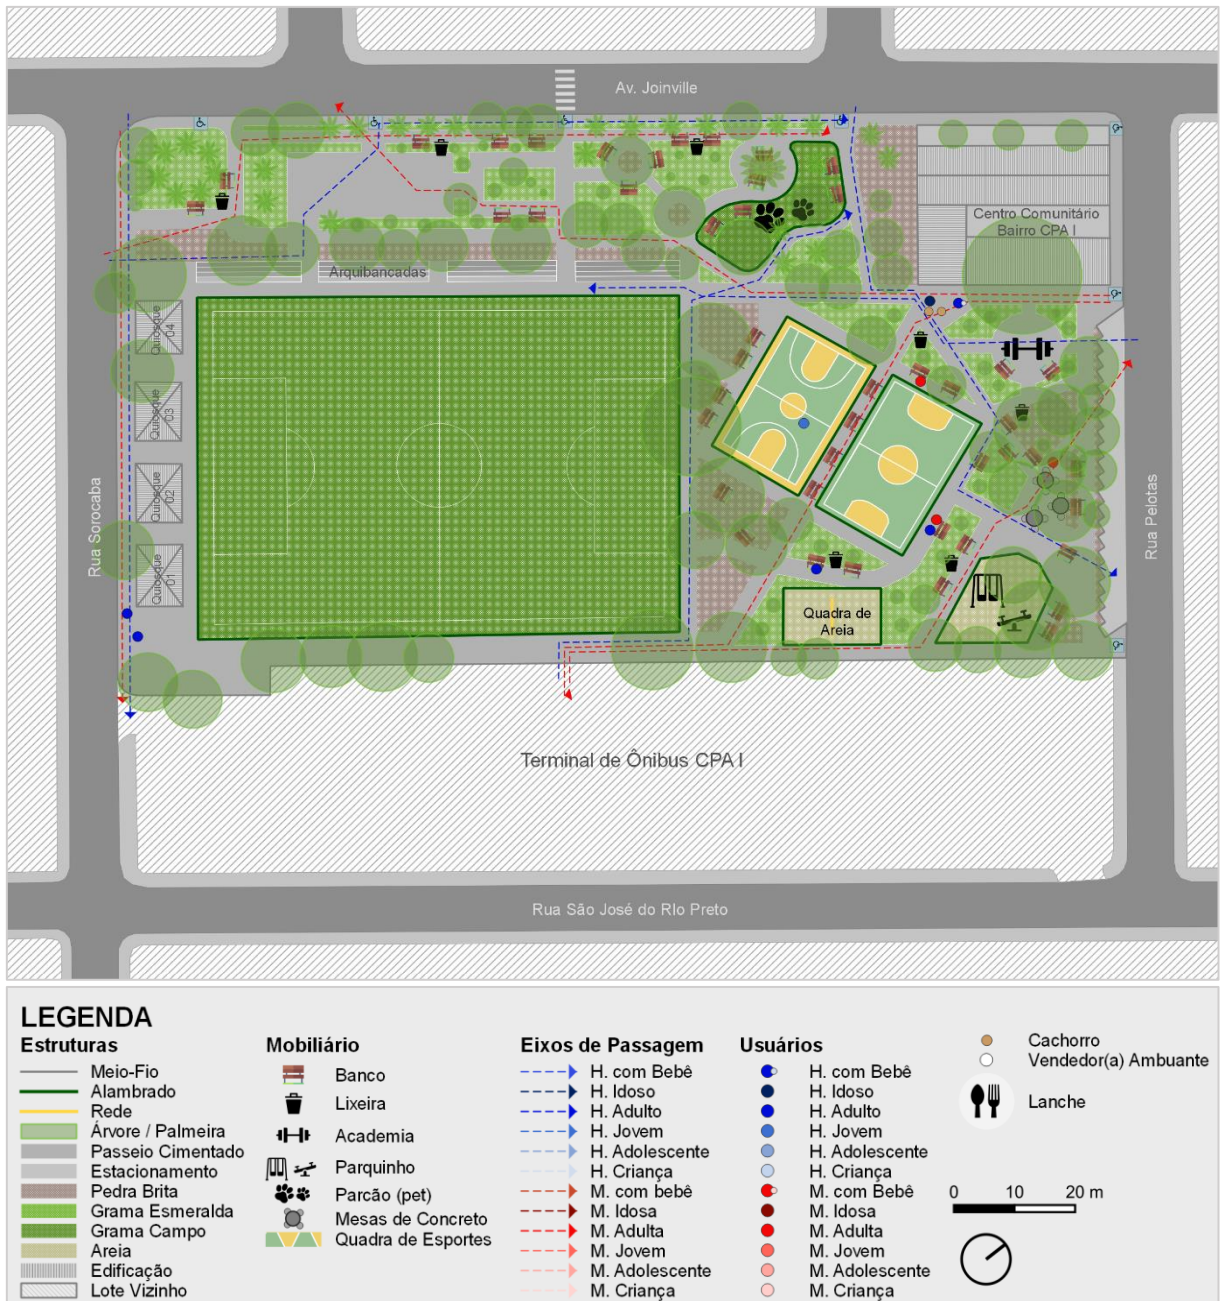 Av. Joinville
Centro Comunitário
Bairro CPA I
Arquibancadas
Quiosque
04
Quiosque
03
Quiosque
02
Quiosque
01
Rua Sorocaba
Rua Pelotas
Quadra de
Areia
Terminal de Ônibus CPA I
Rua São José do RIo Preto
LEGENDA
Estruturas
Meio-Fio
Alambrado
Rede
Árvore / Palmeira
Passeio Cimentado
Estacionamento
Pedra Brita
Grama Esmeralda
Grama Campo
Areia
Edificação
Lote Vizinho
Mobiliário
Banco
Lixeira
Academia
Parquinho
Parcão (pet)
Mesas de Concreto
Quadra de Esportes
Eixos de Passagem
H. com Bebê
H. Idoso
H. Adulto
H. Jovem
H. Adolescente
H. Criança
M. com bebê
M. Idosa
M. Adulta
M. Jovem
M. Adolescente
M. Criança
Usuários
H. com Bebê
H. Idoso
H. Adulto
H. Jovem
H. Adolescente
H. Criança
M. com Bebê
M. Idosa
M. Adulta
M. Jovem
M. Adolescente
M. Criança
Cachorro
Vendedor(a) Ambuante
Lanche
0 10 20 m